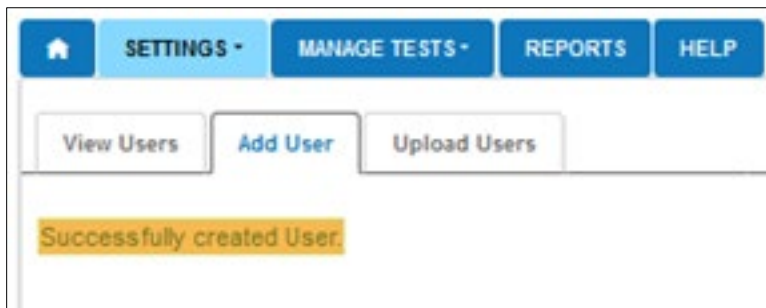 SETTINGS MANAGE TESTS REPORTS HELP
View Users Add User Upload Users
Successfully created User.